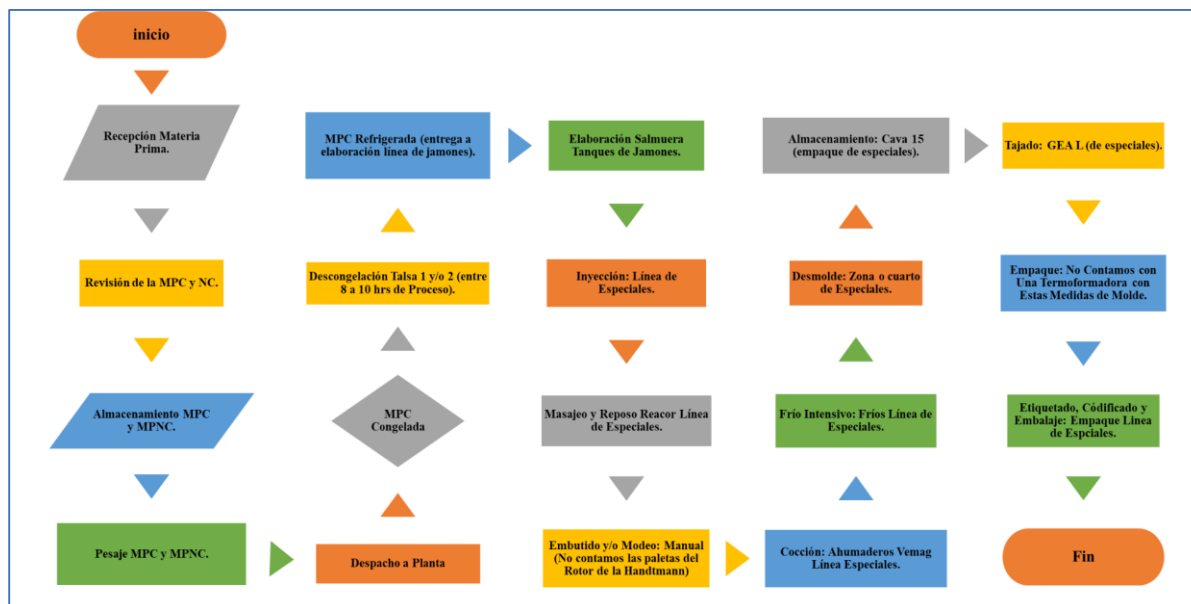 inicio
Recepción Materia
Prima.
Revisión de la MPC y NC.
Almacenamiento MPC
y MPNC.
Pesaje MPC y MPNC.
Despacho a Planta
MPC
Congelada
Descongelación Talsa 1 y/o 2 (entre
8 a 10 hrs de Proceso).
MPC Refrigerada (entrega a
elaboración línea de jamones).
Elaboración Salmuera
Tanques de Jamones.
Inyección: Línea de
Especiales.
Masajeo y Reposo Reacor Línea
de Especiales.
Embutido y/o Modeo: Manual
(No contamos las paletas del
Rotor de la Handtmann)
Cocción: Ahumaderos Vemag
Línea Especiales.
Frío Intensivo: Fríos Línea de
Especiales.
Desmolde: Zona o cuarto
de Especiales.
Almacenamiento: Cava 15
(empaque de especiales).
Tajado: GEA L (de especiales).
Empaque: No Contamos con
Una Termoformadora con
Estas Medidas de Molde.
Etiquetado, Códificado y
Embalaje: Empaque Linea
de Espciales.
Fin